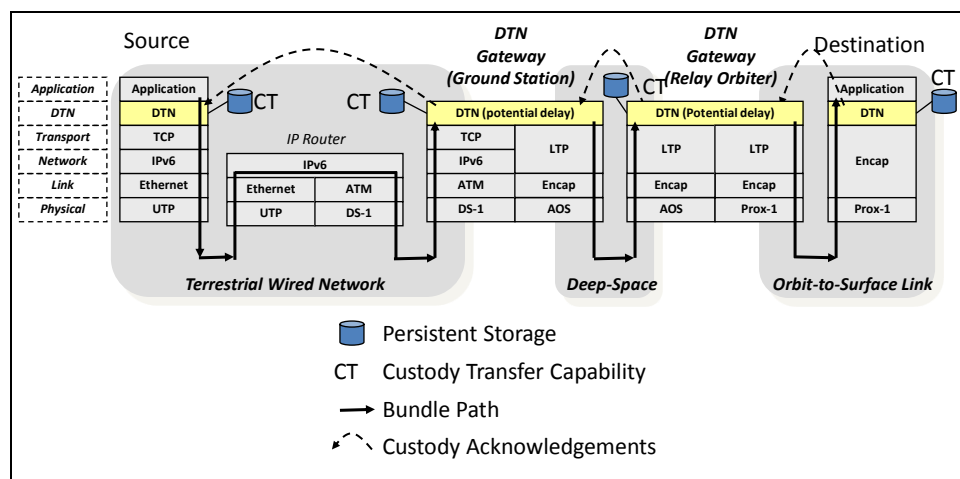 Source
DTN
Gateway
(Ground Station)
DTN
Gateway
(Relay Orbiter)
Destination
Application
DTN
Transport
Network
Link
Physical
Application
DTN
TCP
IPv6
Ethernet
UTP
CT
IP Router
IPv6
Ethernet
ATM
UTP
DS-1
CT
DTN (potential delay)
TCP
IPv6
ATM
DS-1
LTP
Encap
AOS
CT
DTN (Potential delay)
LTP
Encap
AOS
LTP
Encap
Prox-1
Application
DTN
Encap
Prox-1
CT
Terrestrial Wired Network
Deep-Space
Orbit-to-Surface Link
Persistent Storage
CT
Custody Transfer Capability
Bundle Path
Custody Acknowledgements